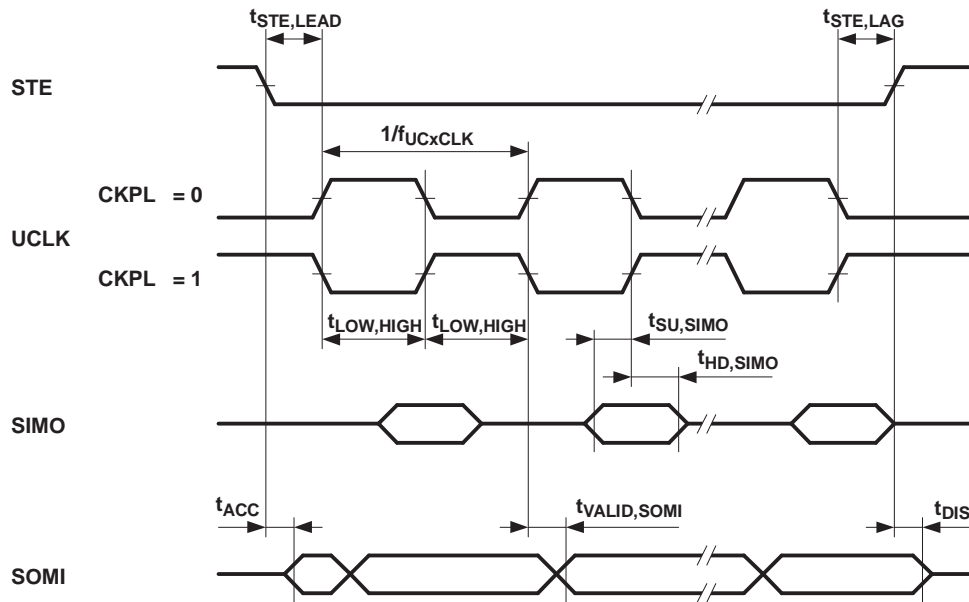 tSTE,LEAD
tSTE,LAG
STE
1/fUCxCLK
CKPL = 0
UCLK
CKPL = 1
tLOW,HIGH tLOW,HIGH
tSU,SIMO
tHD,SIMO
SIMO
tACC
tVALID,SOMI
tDIS
SOMI